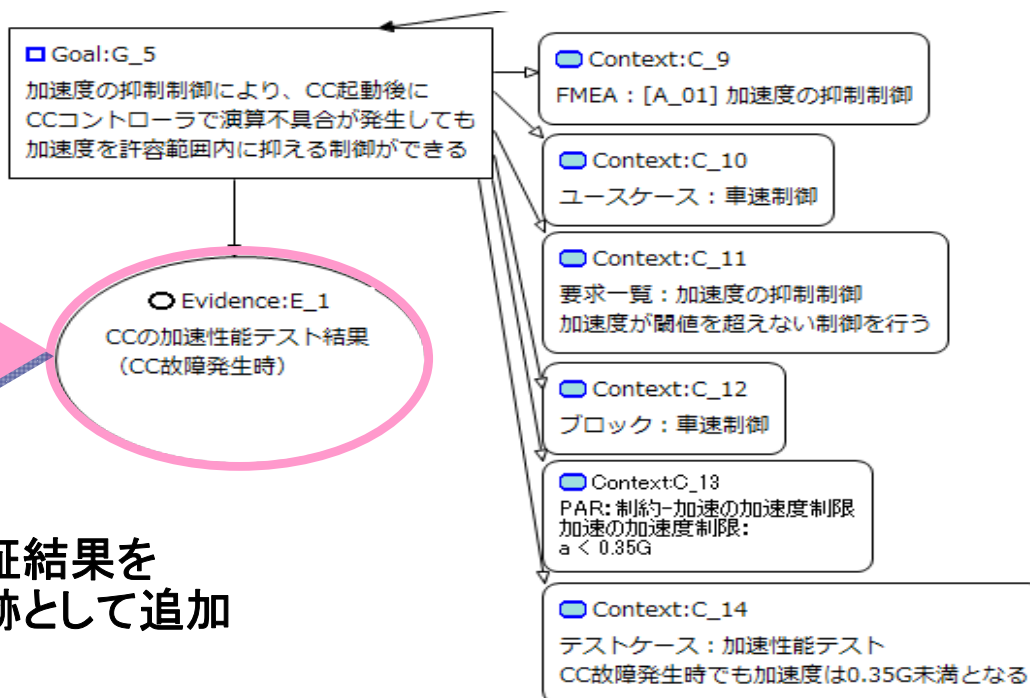 Goal:G_5
加速度の抑制制御により、CC起動後に
CCコントローラで演算不具合が発生しても
加速度を許容範囲内に抑える制御ができる
Context:C_9
FMEA：[A_01] 加速度の抑制制御
Context:C_10
ユースケース：車速制御
Context:C_11
要求一覧：加速度の抑制制御
加速度が閾値を超えない制御を行う
Evidence:E_1
CCの加速性能テスト結果
（CC故障発生時）
Context:C_12
ブロック：車速制御
Context:C_13
PAR:制約-加速の加速度制限
加速の加速度制限:
a < 0.35G
証結果を
跡として追加
Context:C_14
テストケース：加速性能テスト
CC故障発生時でも加速度は0.35G未満となる